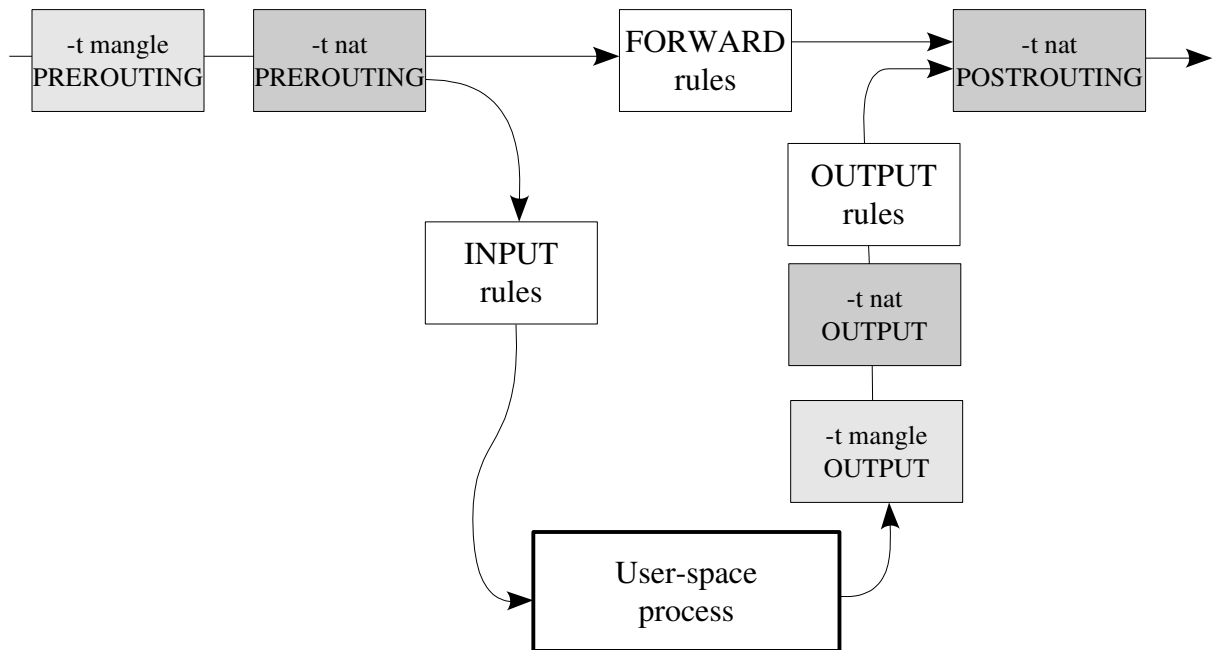 -t mangle
PREROUTING
-t nat
PREROUTING
FORWARD
rules
-t nat
POSTROUTING
INPUT
rules
OUTPUT
rules
-t nat
OUTPUT
-t mangle
OUTPUT
User-space
process